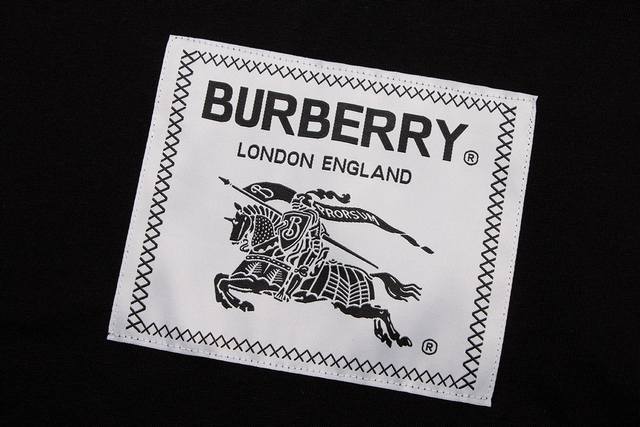 BURBERRY®
LONDON ENGLAND
PRORSUM
B
®